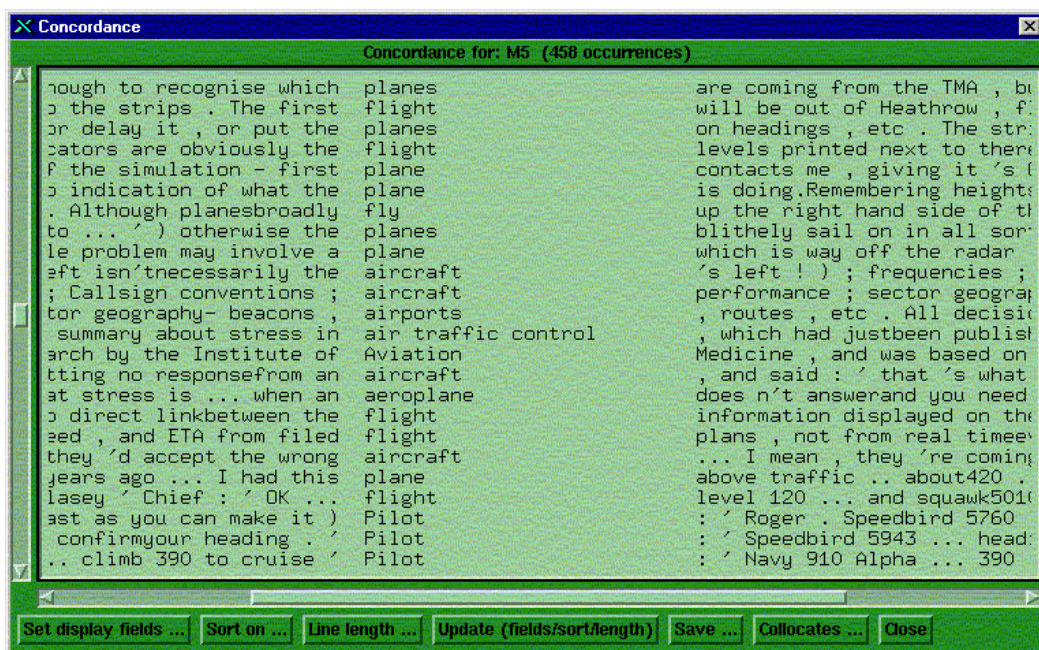 Concordance
Concordance for: M5 (458 occurrences)
nough to recognise which planes are coming from the TMA , bu
o the strips . The first flight will be out of Heathrow , f
or delay it , or put the planes on headings , etc . The str
cators are obviously the flight levels printed next to there
f the simulation - first plane contacts me , giving it 's
o indication of what the plane is doing.Remembering heights
. Although planesbroadly fly up the right hand side of th
to ... ' ) otherwise the planes blithely sail on in all sor
le problem may involve a plane which is way off the radar
eft isn'tnecessarily the aircraft 's left ! ) ; frequencies ;
; Callsign conventions ; aircraft performance ; sector geograp
tor geography- beacons , airports , routes , etc . All decisi
summary about stress in air traffic control , which had justbeen publish
arch by the Institute of Aviation Medicine , and was based on
tting no responsefrom an aircraft , and said : ' that 's what
at stress is ... when an aeroplane does n't answerand you need
o direct linkbetween the flight information displayed on the
eed , and ETA from filed flight plans , not from real timeev
they 'd accept the wrong aircraft ... I mean , they 're coming
years ago ... I had this plane above traffic .. about420 .
lasey ' Chief : ' OK ... flight level 120 ... and squawk501
ast as you can make it ) Pilot : ' Roger . Speedbird 5760
confirmyour heading . ' Pilot : ' Speedbird 5943 ... head
.. climb 390 to cruise ' Pilot : ' Navy 910 Alpha ... 390
Set display fields ... Sort on ... Line length ... Update (fields/sort/length) Save ... Collocates ... Close